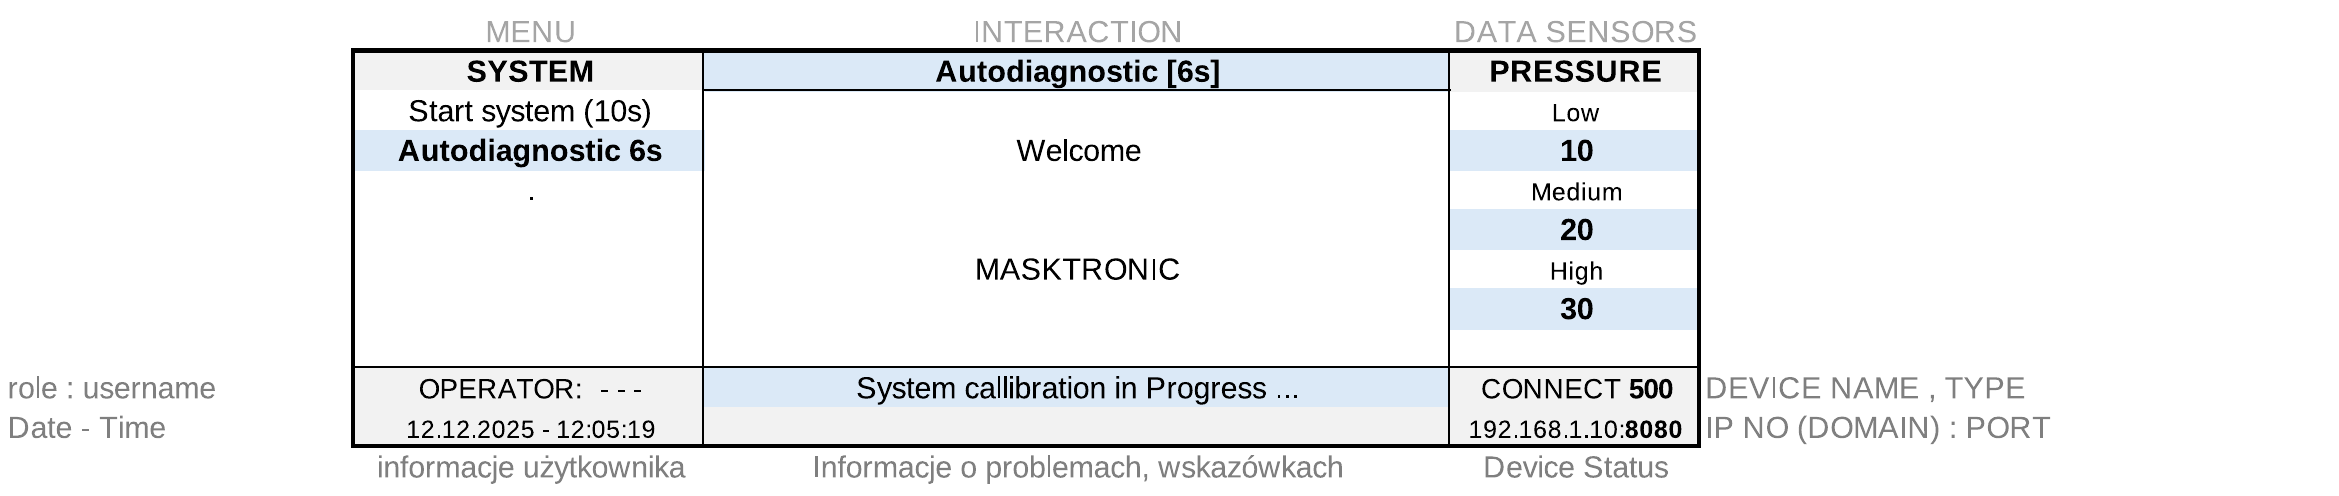 MENU INTERACTION DATA SENSORS
SYSTEM Autodiagnostic [6s] PRESSURE
Start system (10s) Low
Autodiagnostic 6s Welcome 10
. Medium
20
MASKTRONIC High
30
role : username OPERATOR: - - - System callibration in Progress ... CONNECT 500 DEVICE NAME , TYPE
Date - Time 12.12.2025 - 12:05:19 192.168.1.10:8080 IP NO (DOMAIN) : PORT
informacje użytkownika Informacje o problemach, wskazówkach Device Status